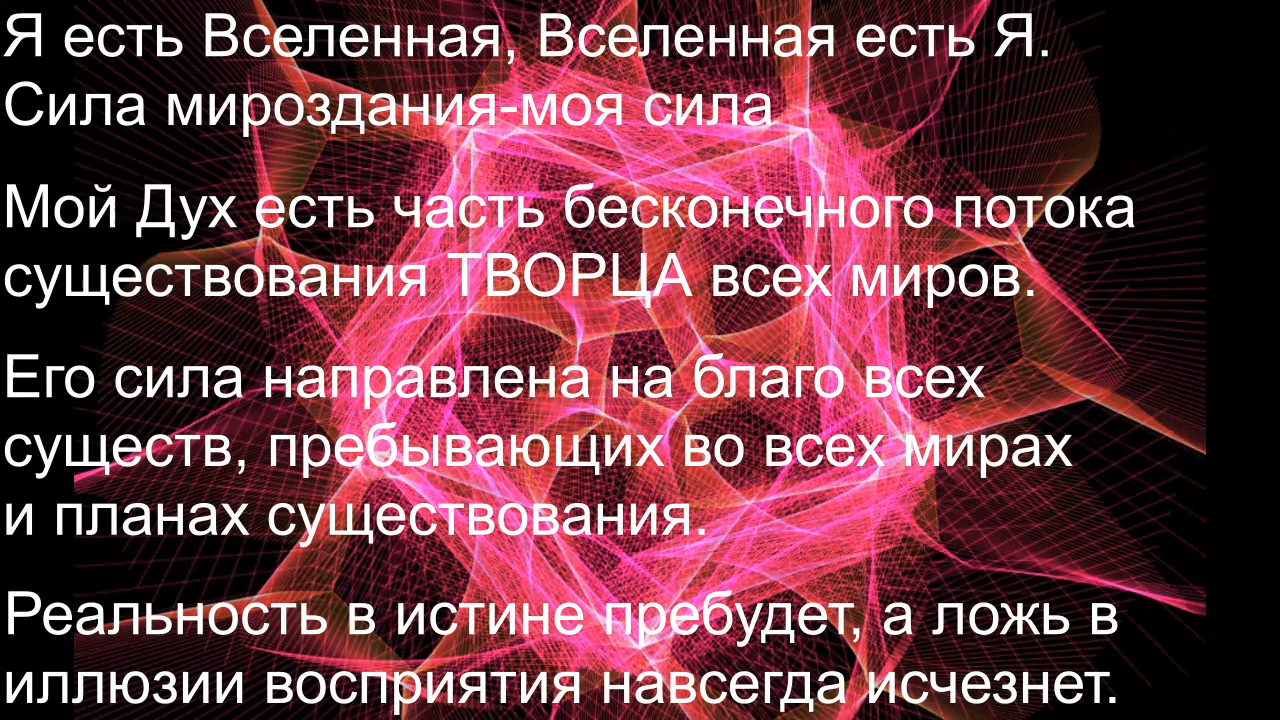 Я есть Вселенная, Вселенная есть Я.
Сила мироздания-моя сила
Мой Дух есть часть бесконечного потока
существования ТВОРЦА всех миров.
Его сила направлена на благо всех
существ, пребывающих во всех мирах
и планах существования.
Реальность в истине пребудет, а ложь в
иллюзии восприятия навсегда исчезнет.